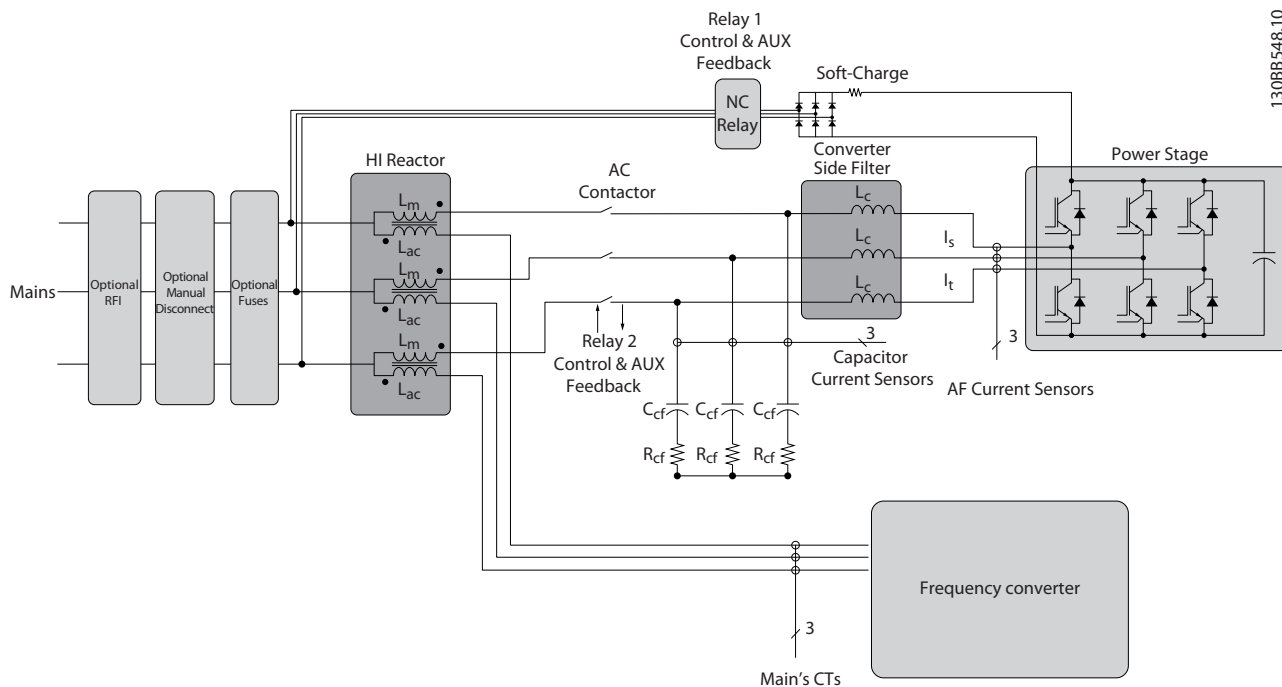 130BB548.10
Relay 1
Control & AUX
Feedback
Soft-Charge
NC
Relay
HI Reactor
AC
Contactor
Converter
Side Filter
Power Stage
Lm
Lac
Lm
Lac
Lm
Lac
Lc
Lc
Lc
Is
It
Mains
Optional
RFI
Optional
Manual
Disconnect
Optional
Fuses
Relay 2
Control & AUX
Feedback
3
Capacitor
Current Sensors
3
AF Current Sensors
Ccf
Ccf
Ccf
Rcf
Rcf
Rcf
Frequency converter
3
Main's CTs